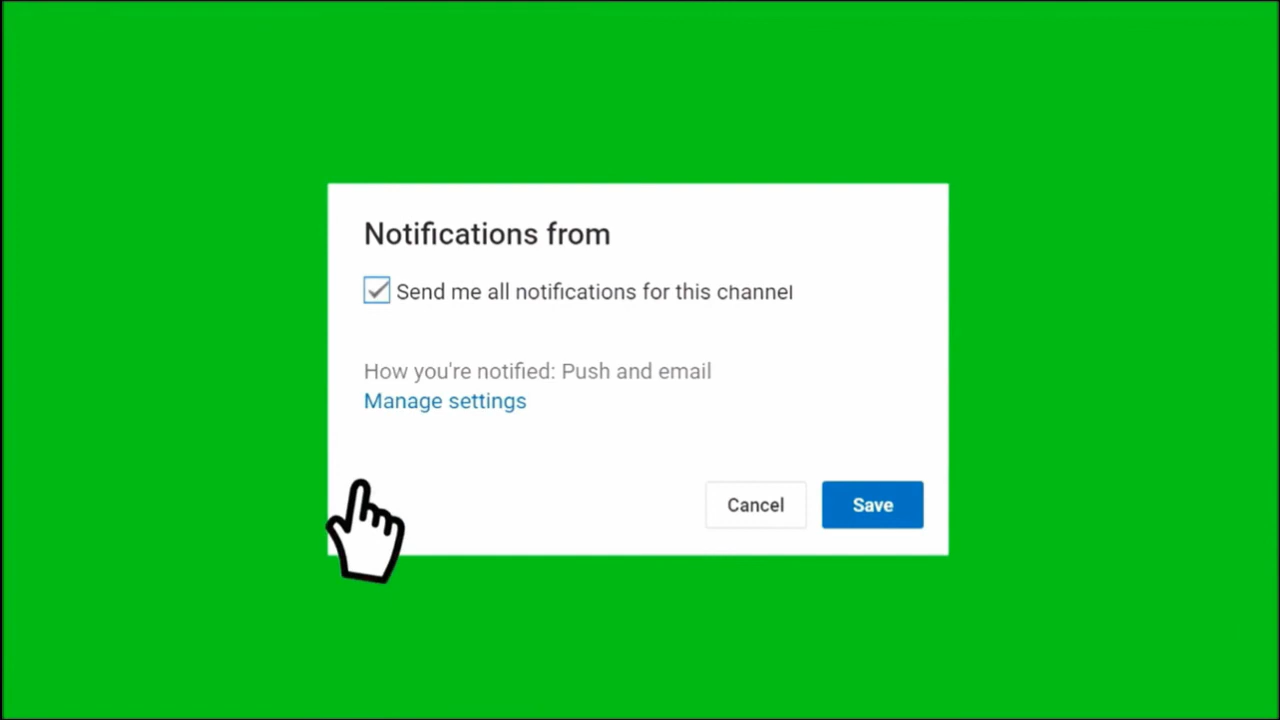 Notifications from
Send me all notifications for this channel
How you're notified: Push and email
Manage settings
Cancel Save